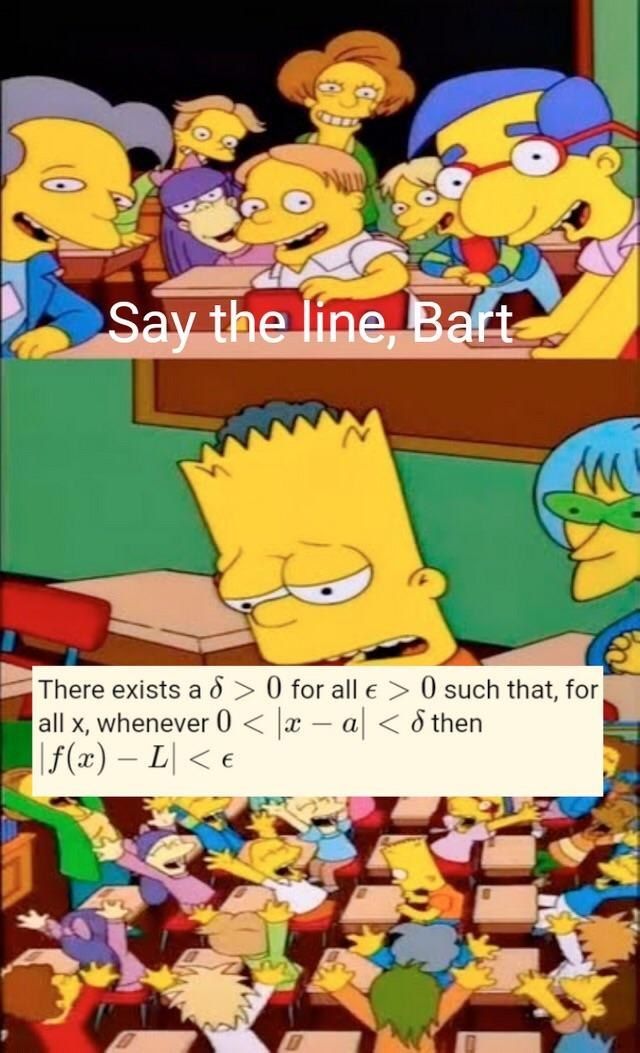 Say the line, Bart
There exists a δ > 0 for all ϵ > 0 such that, for
all x, whenever 0 < |x − a| < δ then
|f(x) − L| < ϵ